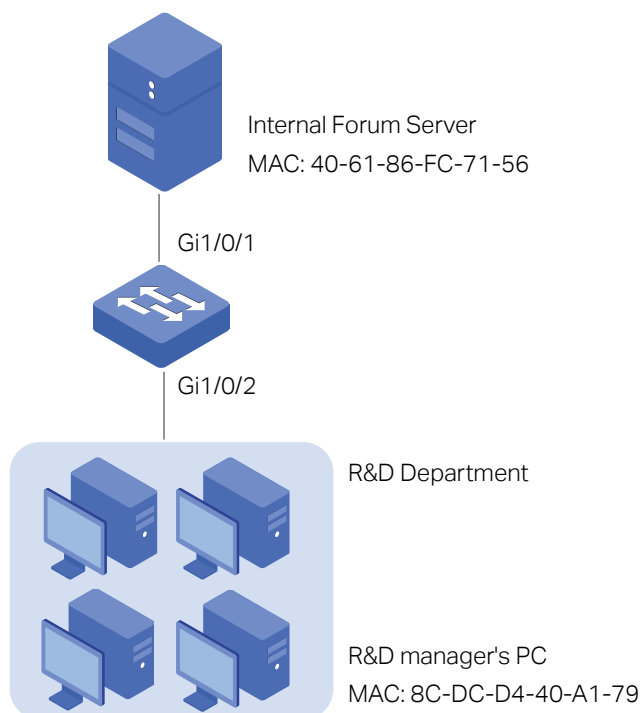 Internal Forum Server
MAC: 40-61-86-FC-71-56
Gi1/0/1
Gi1/0/2
R&D Department
R&D manager's PC
MAC: 8C-DC-D4-40-A1-79